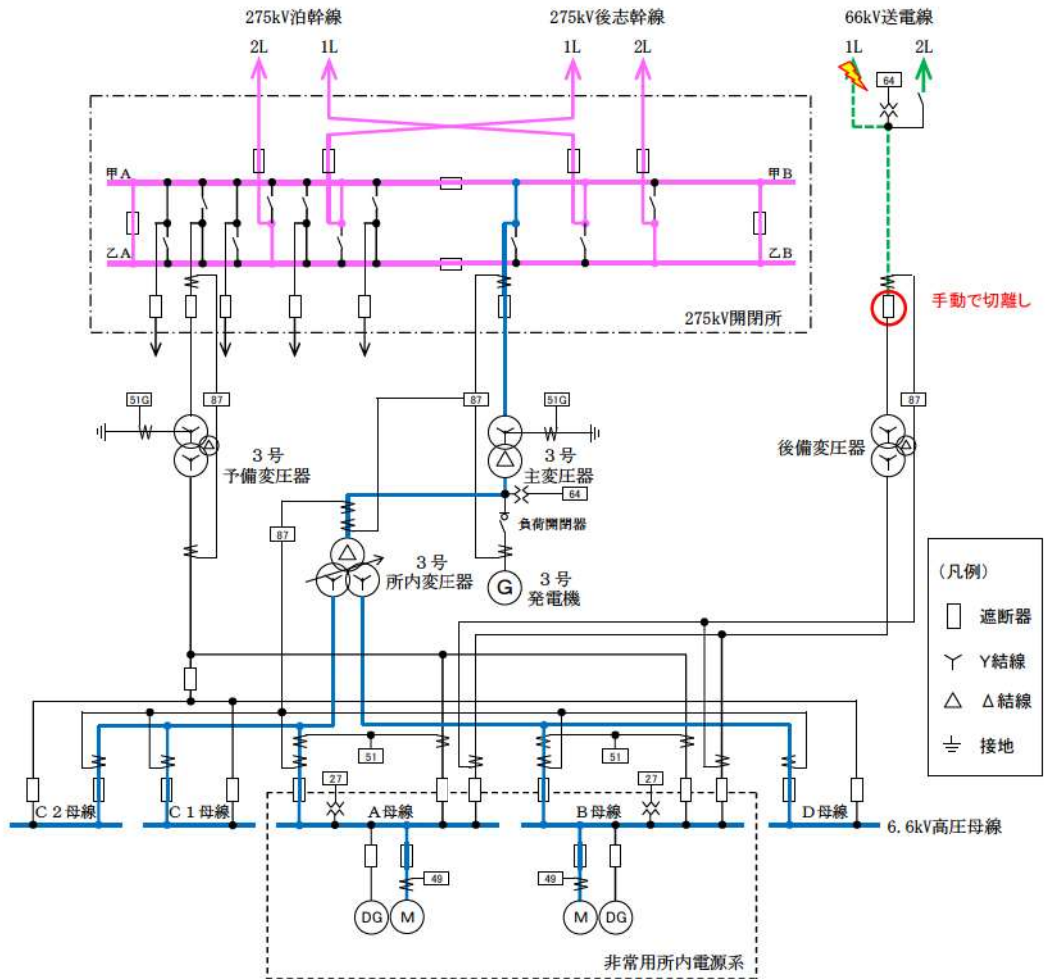 275kV泊幹線
275kV後志幹線
66kV送電線
2L
1L
1L
2L
1L
2L
64
甲A
甲B
乙A
乙B
275kV開閉所
手動で切離し
51G
87
87
51G
87
3号
予備変圧器
3号
主変圧器
後備変圧器
64
負荷開閉器
87
3号
所内変圧器
G
3号
発電機
(凡例)
遮断器
Y結線
Δ結線
接地
51
51
27
27
C2母線
C1母線
A母線
B母線
D母線
6.6kV高圧母線
49
49
DG
M
M
DG
非常用所内電源系